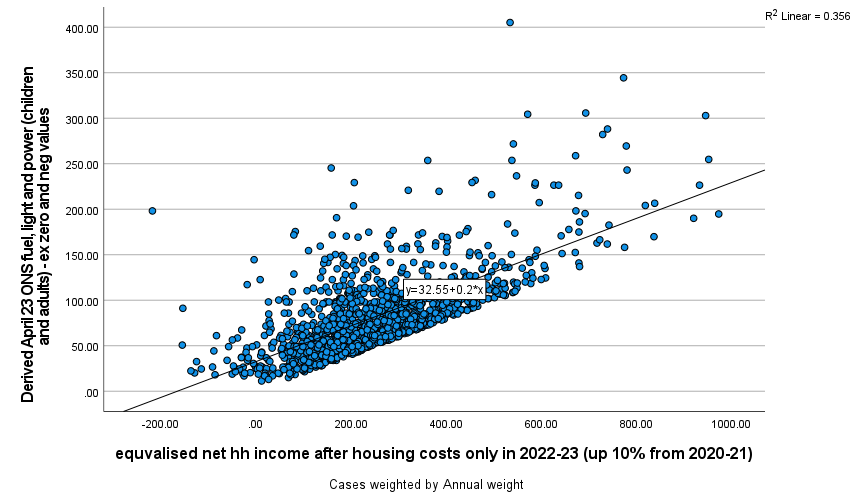 R2 Linear = 0.356
Derived April 23 ONS fuel, light and power (children
and adults) - ex zero and neg values
400.00
350.00
300.00
250.00
200.00
150.00
100.00
50.00
.00
y=32.55+0.2*x
-200.00 .00 200.00 400.00 600.00 800.00 1000.00
equvalised net hh income after housing costs only in 2022-23 (up 10% from 2020-21)
Cases weighted by Annual weight